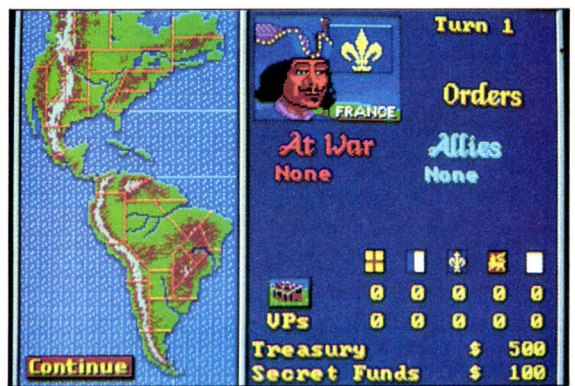 Turn 1
FRANCE
Orders
At War
Allies
None
None
0 0 0 0 0
VPs 0 0 0 0 0
Treasury $ 500
Secret Funds $ 100
Continue